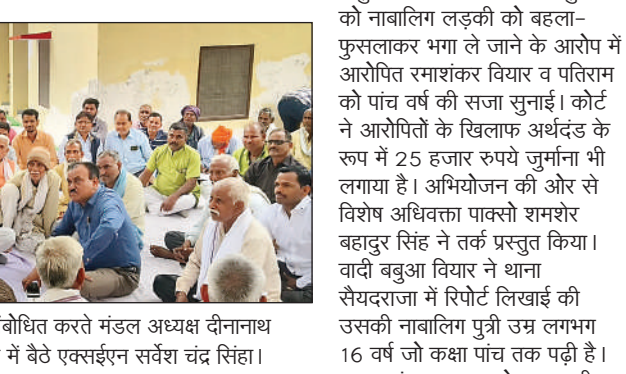 को नाबालिग लड़की को बहला-
फुसलाकर भगा ले जाने के आरोप में
आरोपित रमाशंकर वियार व पतिराम
को पांच वर्ष की सजा सुनाई। कोर्ट
ने आरोपितों के खिलाफ अर्थदंड के
रूप में 25 हजार रुपये जुर्माना भी
लगाया है। अभियोजन की ओर से
विशेष अधिवक्ता पाक्सो शमशेर
बहादुर सिंह ने तर्क प्रस्तुत किया।
वादी बबुआ वियार ने थाना
सैयदराजा में रिपोर्ट लिखाई की
उसकी नाबालिग पुत्री उम्र लगभग
16 वर्ष जो कक्षा पांच तक पढ़ी है।
करते मंडल अध्यक्ष दीनानाथ
में बैठे एक्सईएन सर्वेश चंद्र सिंहा।